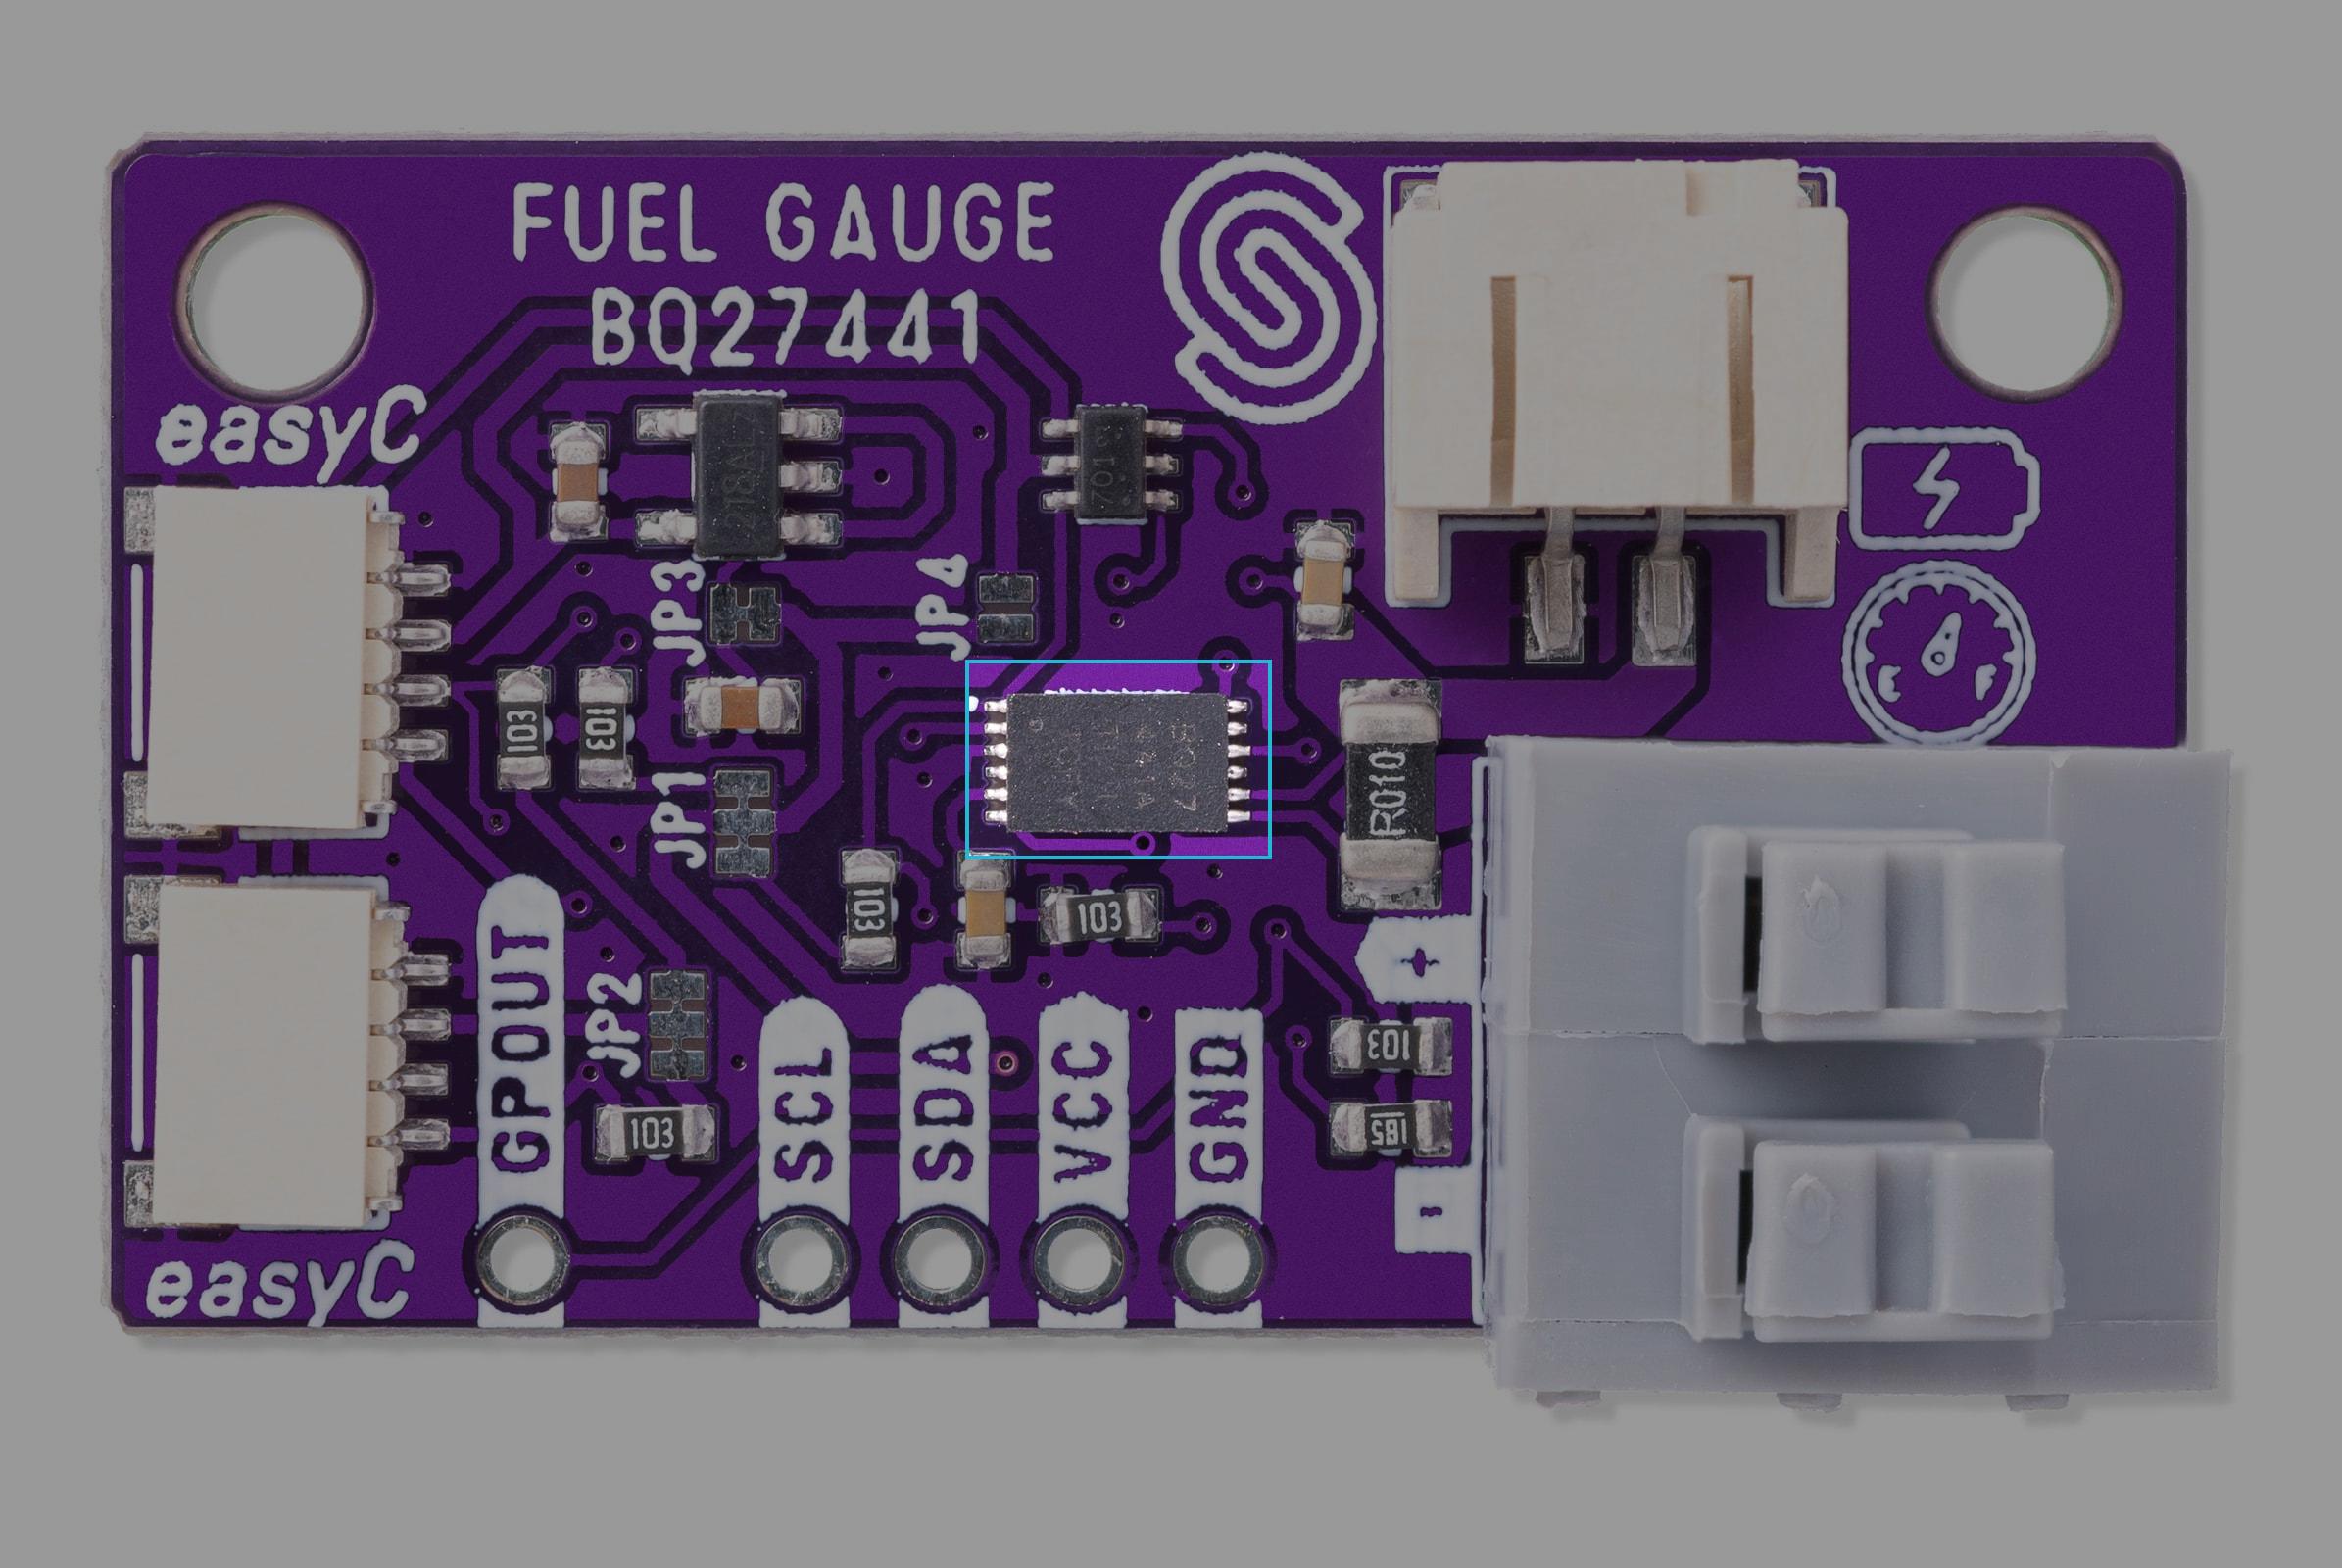 FUEL GAUGE
BQ27441
easyC
JP3
JP4
103
103
JP1
R010
103
103
GPOUT
JP2
SCL
SDA
VCC
GND
+
-
103
185
103
easyC
E
F